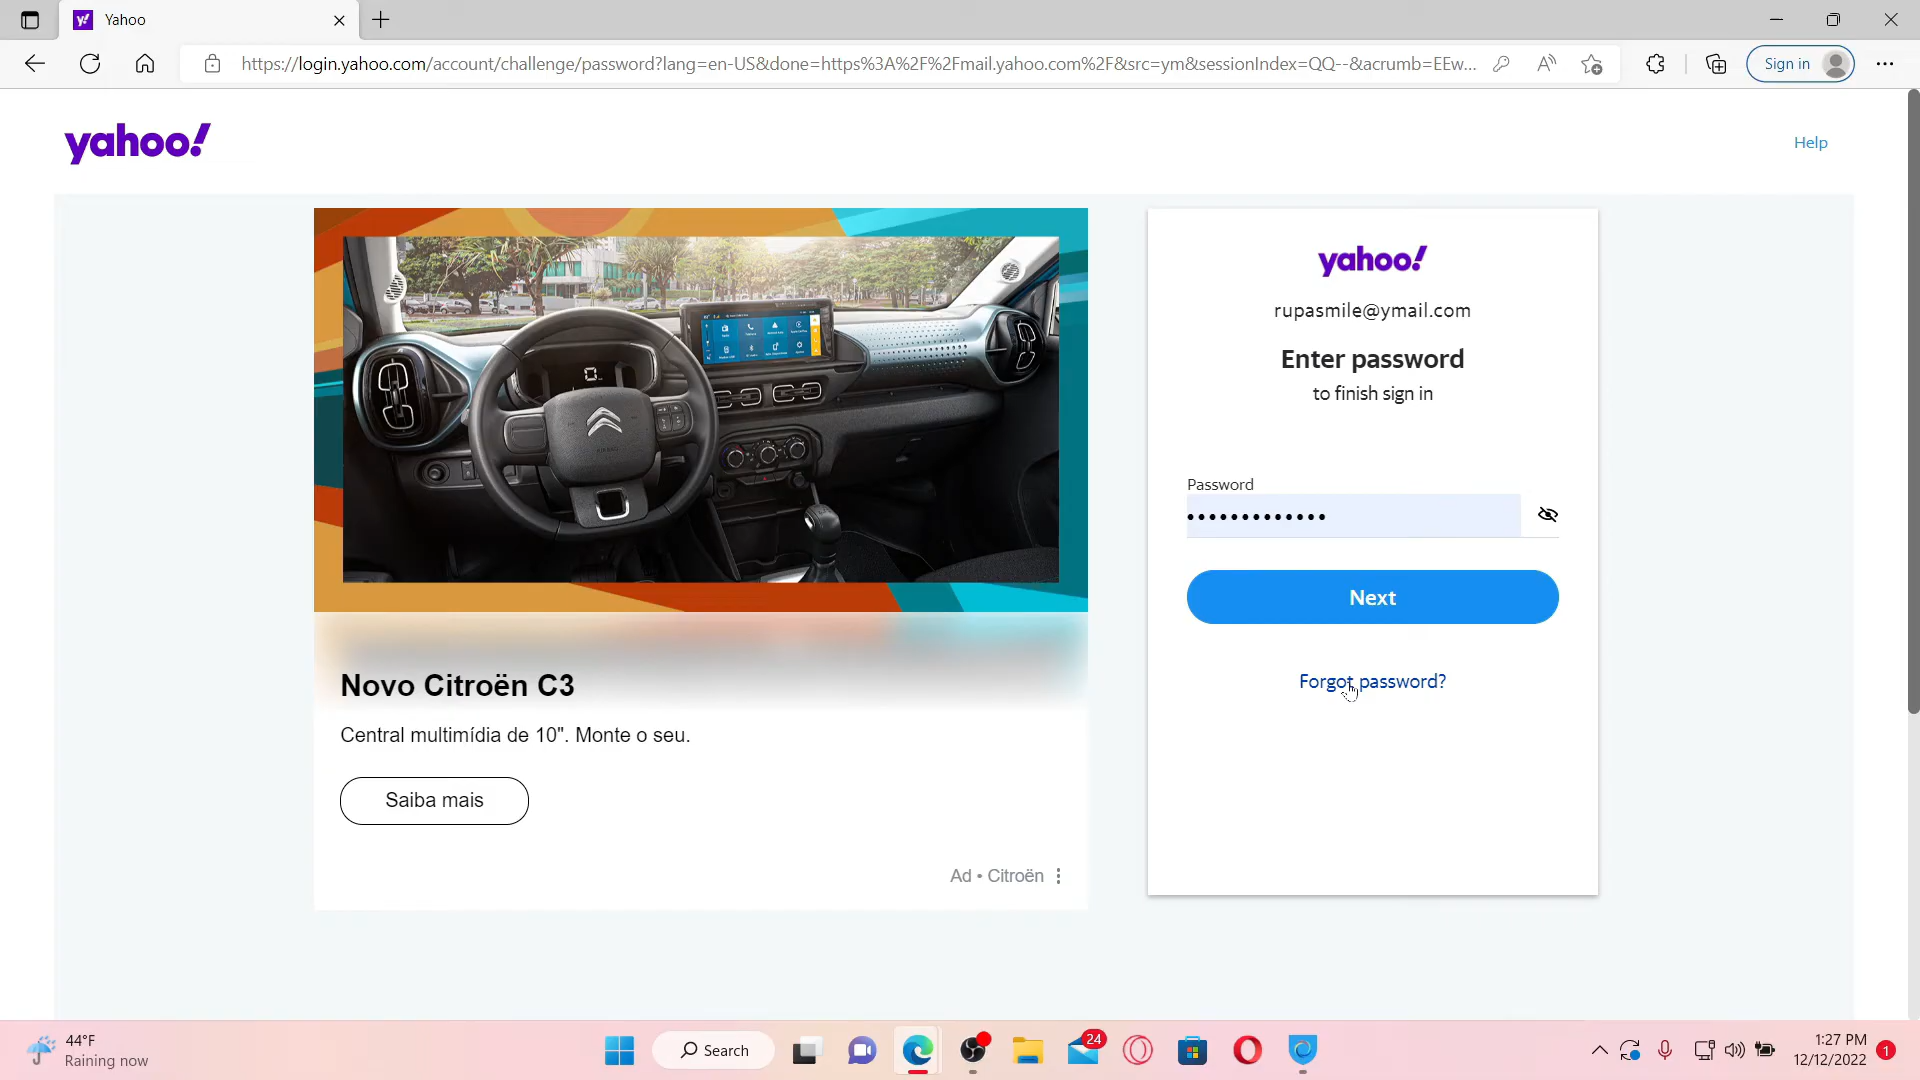 Yahoo
https://login.yahoo.com/account/challenge/password?lang=en-US&done=https%3A%2F%2Fmail.yahoo.com%2F&src=ym&sessionIndex=QQ--&acrumb=EEw...
Sign in
yahoo!
Help
yahoo!
rupasmile@ymail.com
Enter password
to finish sign in
Password
Next
Forgot password?
Novo Citroën C3
Central multimídia de 10". Monte o seu.
Saiba mais
Ad • Citroën
44°F
Raining now
Search
24
1:27 PM
12/12/2022
1